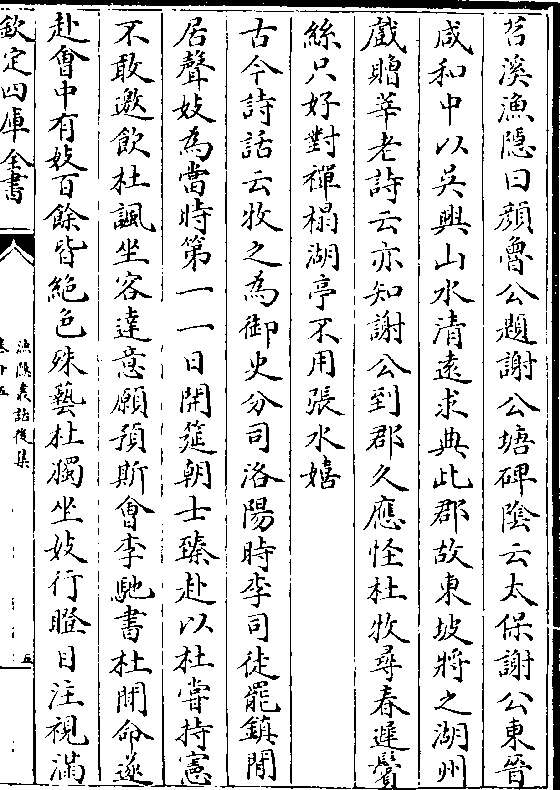 苕溪漁隱曰顔魯公題謝公塘碑隂云太保謝公東晉
咸和中以吳興山水清逺求典此郡故東坡將之湖州
戲贈莘老詩云亦知謝公到郡久應怪杜牧尋春遲鬢
絲只好對禪榻湖亭不用張水嬉
古今詩話云牧之為御史分司洛陽時李司徒罷鎮閒
居聲妓為當時第一一日開筵朝士臻赴以杜嘗持憲
不敢邀飲杜諷坐客達意願預斯會李馳書杜聞命遂
赴會中有妓百餘皆絶色殊藝杜獨坐妓行瞪目注視滿
欽定四庫全書
漁隱叢話後集
卷十五
五